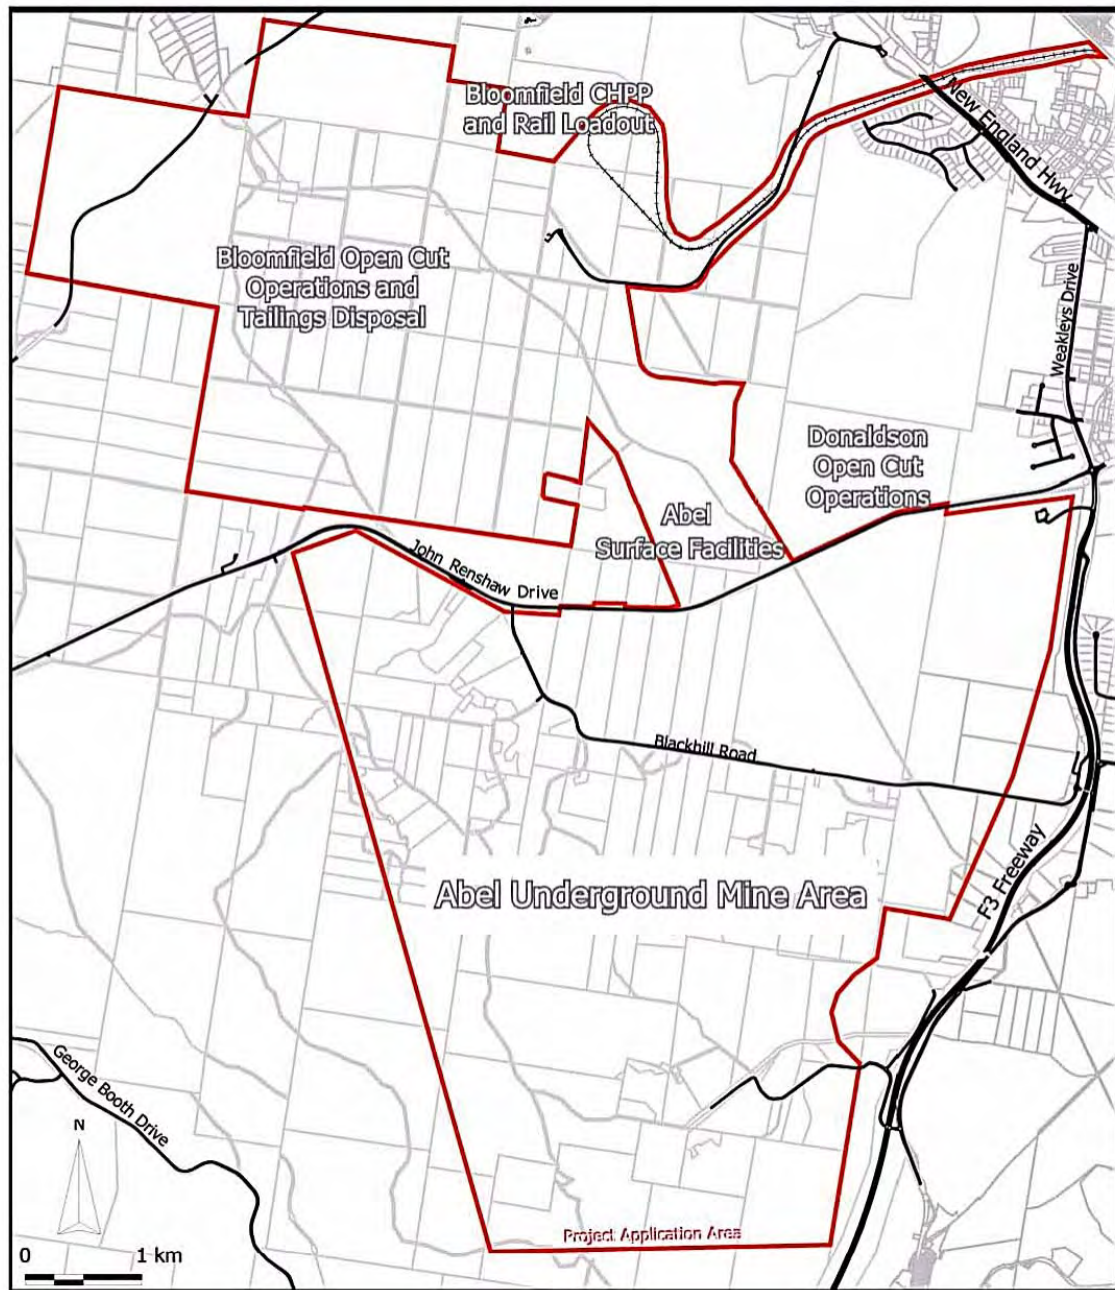 Bloomfield CHPP
and Rail Loadout
New England Hwy
Bloomfield Open Cut
Operations and
Tailings Disposal
Weakleys Drive
Donaldson
Open Cut
Operations
Abel
Surface Facilities
John Renshaw Drive
Blackhill Road
Abel Underground Mine Area
F3 Freeway
George Booth Drive
N
Project Application Area
0 1 km